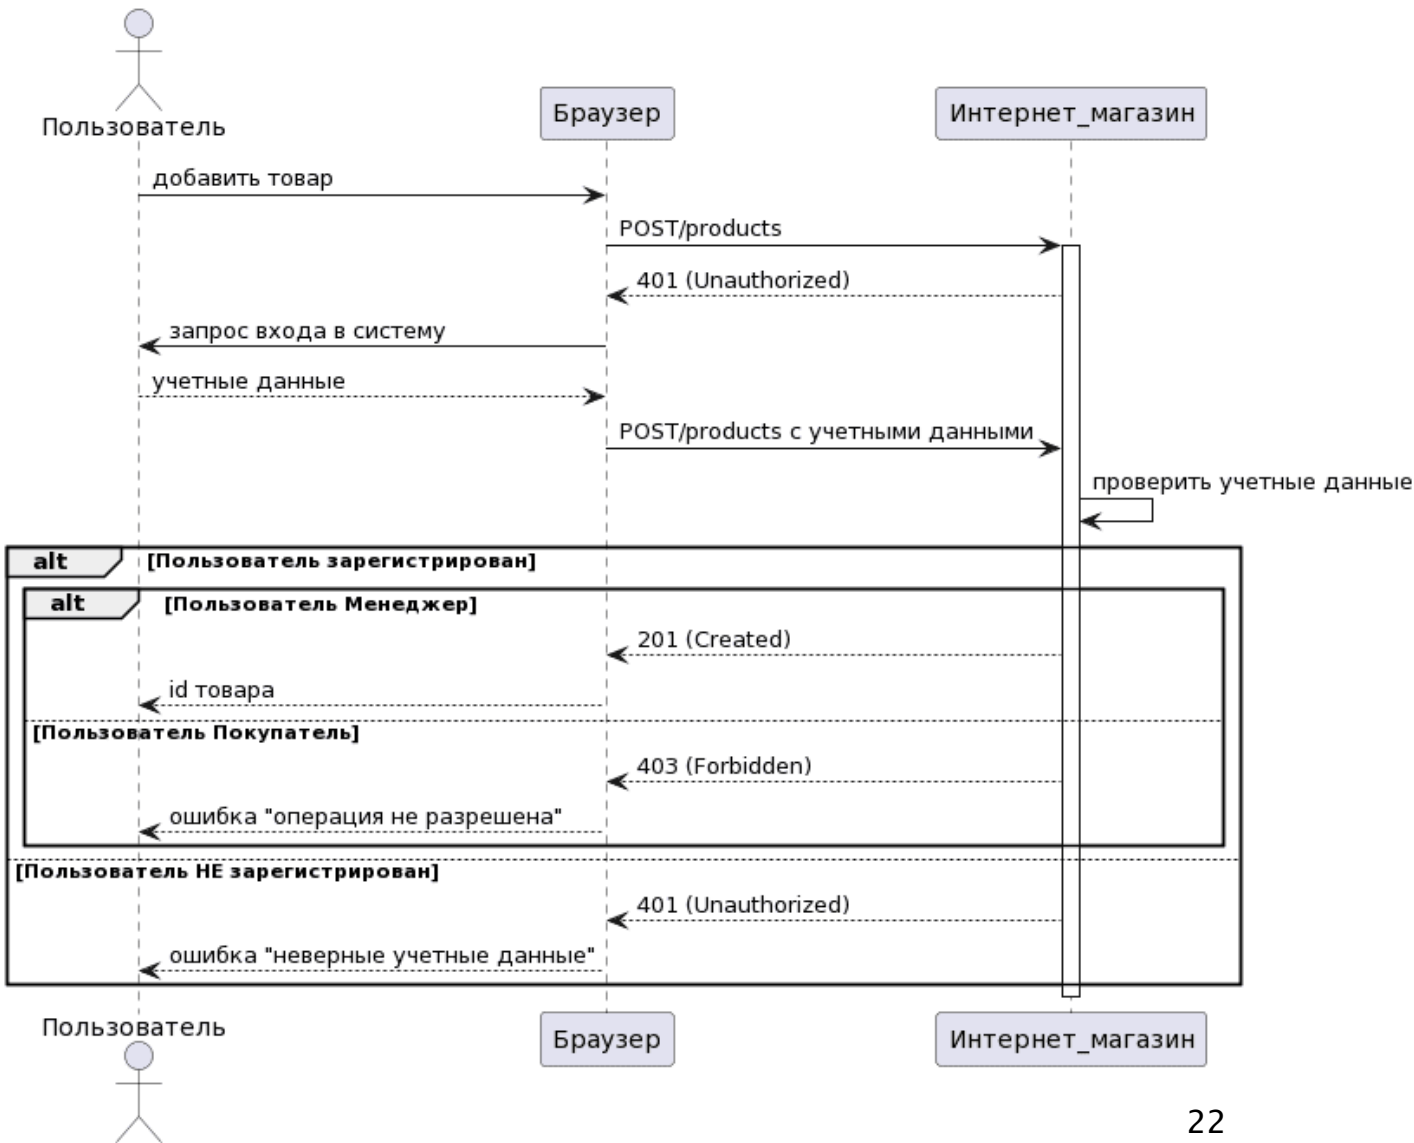 Пользователь
Браузер
Интернет_магазин
добавить товар
POST/products
401 (Unauthorized)
запрос входа в систему
учетные данные
POST/products с учетными данными
проверить учетные данные
alt [Пользователь зарегистрирован]
alt [Пользователь Менеджер]
201 (Created)
id товара
[Пользователь Покупатель]
403 (Forbidden)
ошибка "операция не разрешена"
[Пользователь НЕ зарегистрирован]
401 (Unauthorized)
ошибка "неверные учетные данные"
Пользователь
Браузер
Интернет_магазин
22